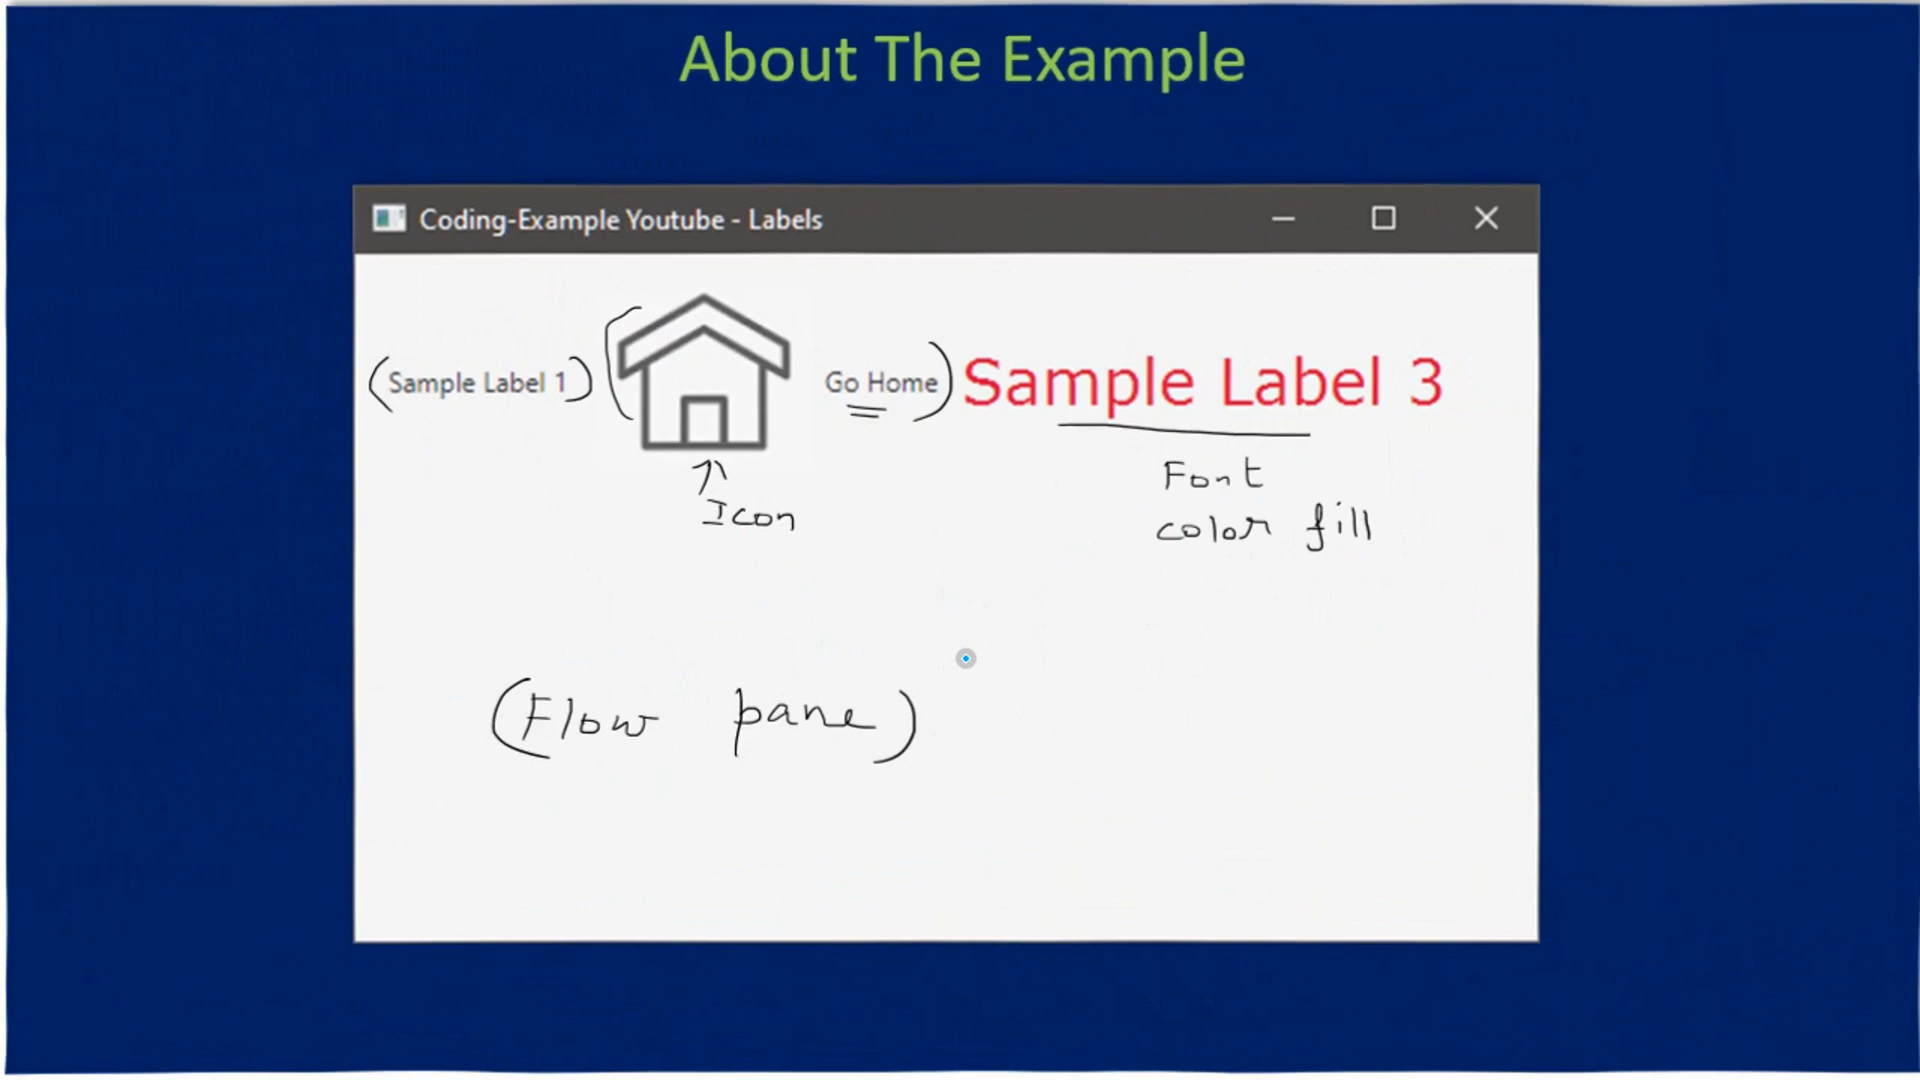 About The Example
Coding-Example Youtube - Labels
(Sample Label 1) (Go Home) Sample Label 3
Icon
Font
color fill
(Flow pane)